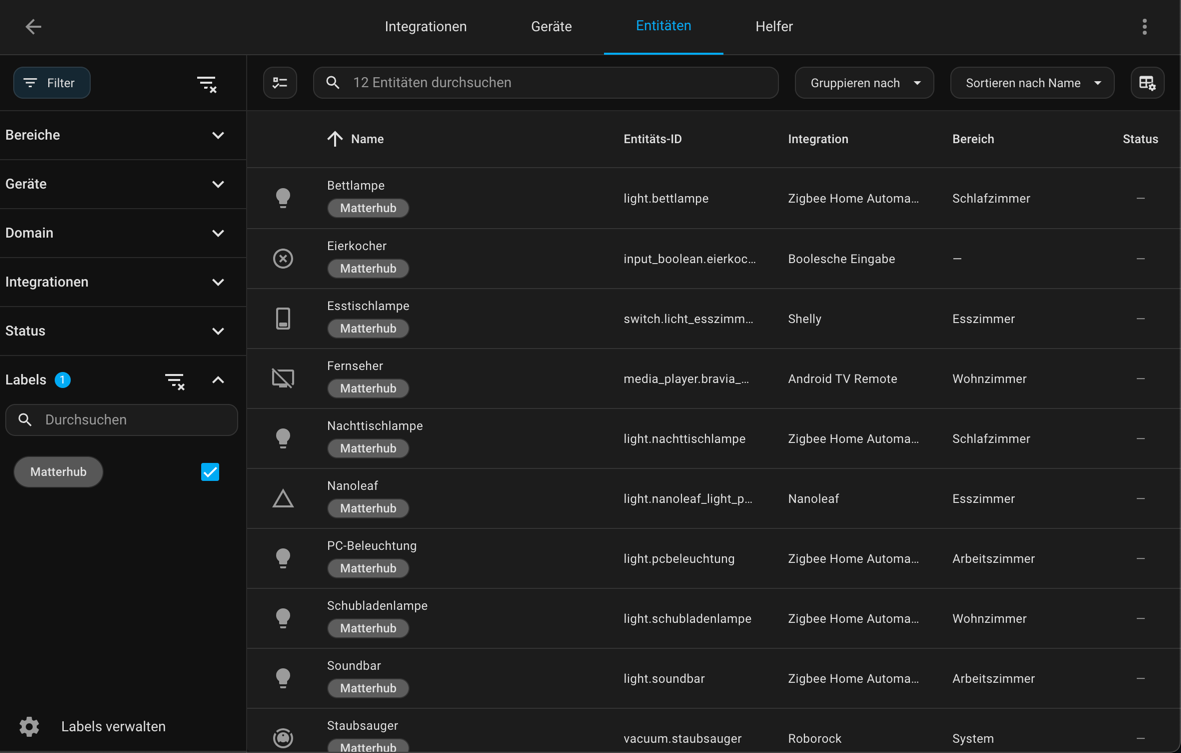 Integrationen
Geräte
Entitäten
Helfer
Filter
12 Entitäten durchsuchen
Gruppieren nach
Sortieren nach Name
Bereiche
Geräte
Domain
Integrationen
Status
Labels 1
Durchsuchen
Matterhub
Labels verwalten
Name Entitäts-ID Integration Bereich Status
Bettlampe
Matterhub
light.bettlampe Zigbee Home Automa... Schlafzimmer –
Eierkocher
Matterhub
input_boolean.eierkoc... Boolesche Eingabe — –
Esstischlampe
Matterhub
switch.licht_esszimm... Shelly Esszimmer –
Fernseher
Matterhub
media_player.bravia_... Android TV Remote Wohnzimmer –
Nachttischlampe
Matterhub
light.nachttischlampe Zigbee Home Automa... Schlafzimmer –
Nanoleaf
Matterhub
light.nanoleaf_light_p... Nanoleaf Esszimmer –
PC-Beleuchtung
Matterhub
light.pcbeleuchtung Zigbee Home Automa... Arbeitszimmer –
Schubladenlampe
Matterhub
light.schubladenlampe Zigbee Home Automa... Wohnzimmer –
Soundbar
Matterhub
light.soundbar Zigbee Home Automa... Arbeitszimmer –
Staubsauger
Matterhub
vacuum.staubsauger Roborock System –